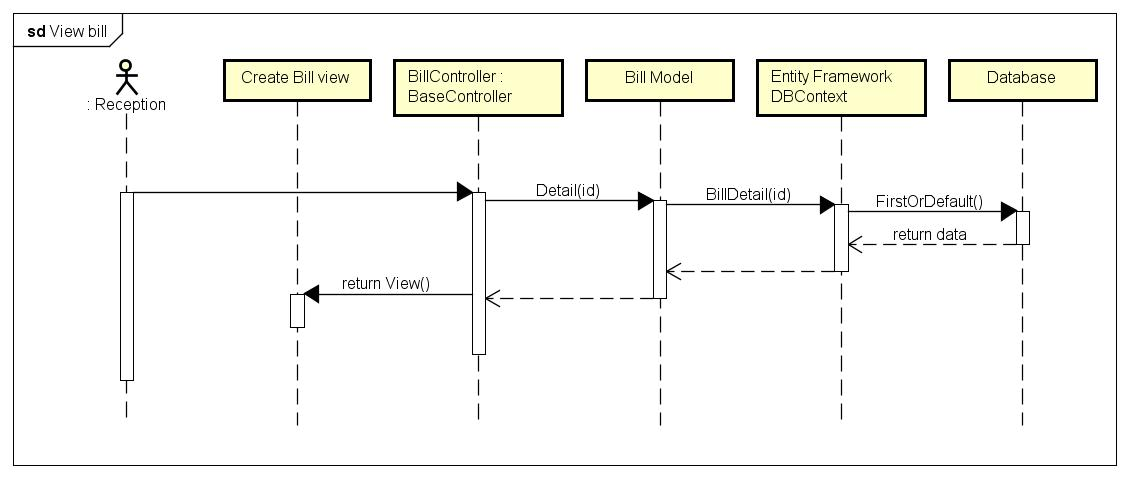 sd View bill
: Reception
Create Bill view
BillController :
BaseController
Bill Model
Entity Framework
DBContext
Database
Detail(id)
BillDetail(id)
FirstOrDefault()
return data
return View()